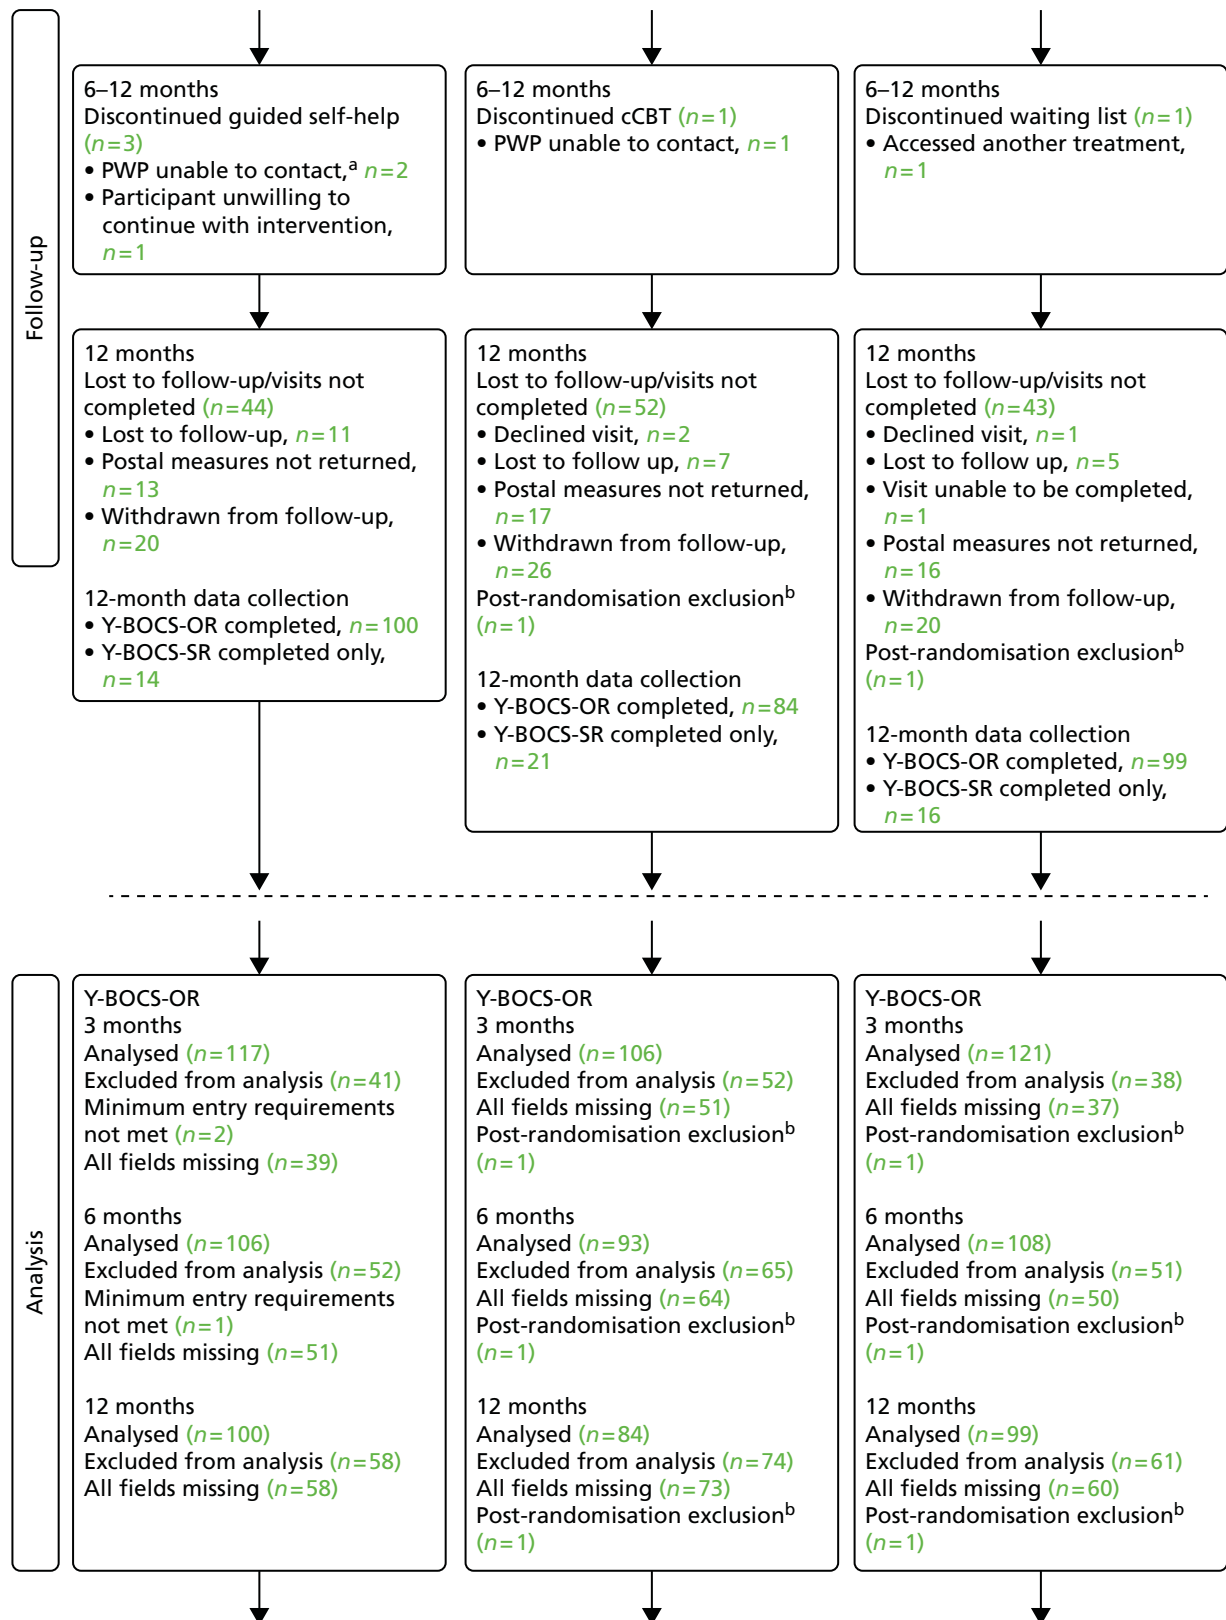 Follow-up
6–12 months
Discontinued guided self-help
(n=3)
• PWP unable to contact,a n=2
• Participant unwilling to
continue with intervention,
n=1
6–12 months
Discontinued cCBT (n=1)
• PWP unable to contact, n=1
6–12 months
Discontinued waiting list (n=1)
• Accessed another treatment,
n=1
12 months
Lost to follow-up/visits not
completed (n=44)
• Lost to follow-up, n=11
• Postal measures not returned,
n=13
• Withdrawn from follow-up,
n=20
12-month data collection
• Y-BOCS-OR completed, n=100
• Y-BOCS-SR completed only,
n=14
12 months
Lost to follow-up/visits not
completed (n=52)
• Declined visit, n=2
• Lost to follow up, n=7
• Postal measures not returned,
n=17
• Withdrawn from follow-up,
n=26
Post-randomisation exclusionb
(n=1)
12-month data collection
• Y-BOCS-OR completed, n=84
• Y-BOCS-SR completed only,
n=21
12 months
Lost to follow-up/visits not
completed (n=43)
• Declined visit, n=1
• Lost to follow up, n=5
• Visit unable to be completed,
n=1
• Postal measures not returned,
n=16
• Withdrawn from follow-up,
n=20
Post-randomisation exclusionb
(n=1)
12-month data collection
• Y-BOCS-OR completed, n=99
• Y-BOCS-SR completed only,
n=16
Analysis
Y-BOCS-OR
3 months
Analysed (n=117)
Excluded from analysis (n=41)
Minimum entry requirements
not met (n=2)
All fields missing (n=39)
6 months
Analysed (n=106)
Excluded from analysis (n=52)
Minimum entry requirements
not met (n=1)
All fields missing (n=51)
12 months
Analysed (n=100)
Excluded from analysis (n=58)
All fields missing (n=58)
Y-BOCS-OR
3 months
Analysed (n=106)
Excluded from analysis (n=52)
All fields missing (n=51)
Post-randomisation exclusionb
(n=1)
6 months
Analysed (n=93)
Excluded from analysis (n=65)
All fields missing (n=64)
Post-randomisation exclusionb
(n=1)
12 months
Analysed (n=84)
Excluded from analysis (n=74)
All fields missing (n=73)
Post-randomisation exclusionb
(n=1)
Y-BOCS-OR
3 months
Analysed (n=121)
Excluded from analysis (n=38)
All fields missing (n=37)
Post-randomisation exclusionb
(n=1)
6 months
Analysed (n=108)
Excluded from analysis (n=51)
All fields missing (n=50)
Post-randomisation exclusionb
(n=1)
12 months
Analysed (n=99)
Excluded from analysis (n=61)
All fields missing (n=60)
Post-randomisation exclusionb
(n=1)